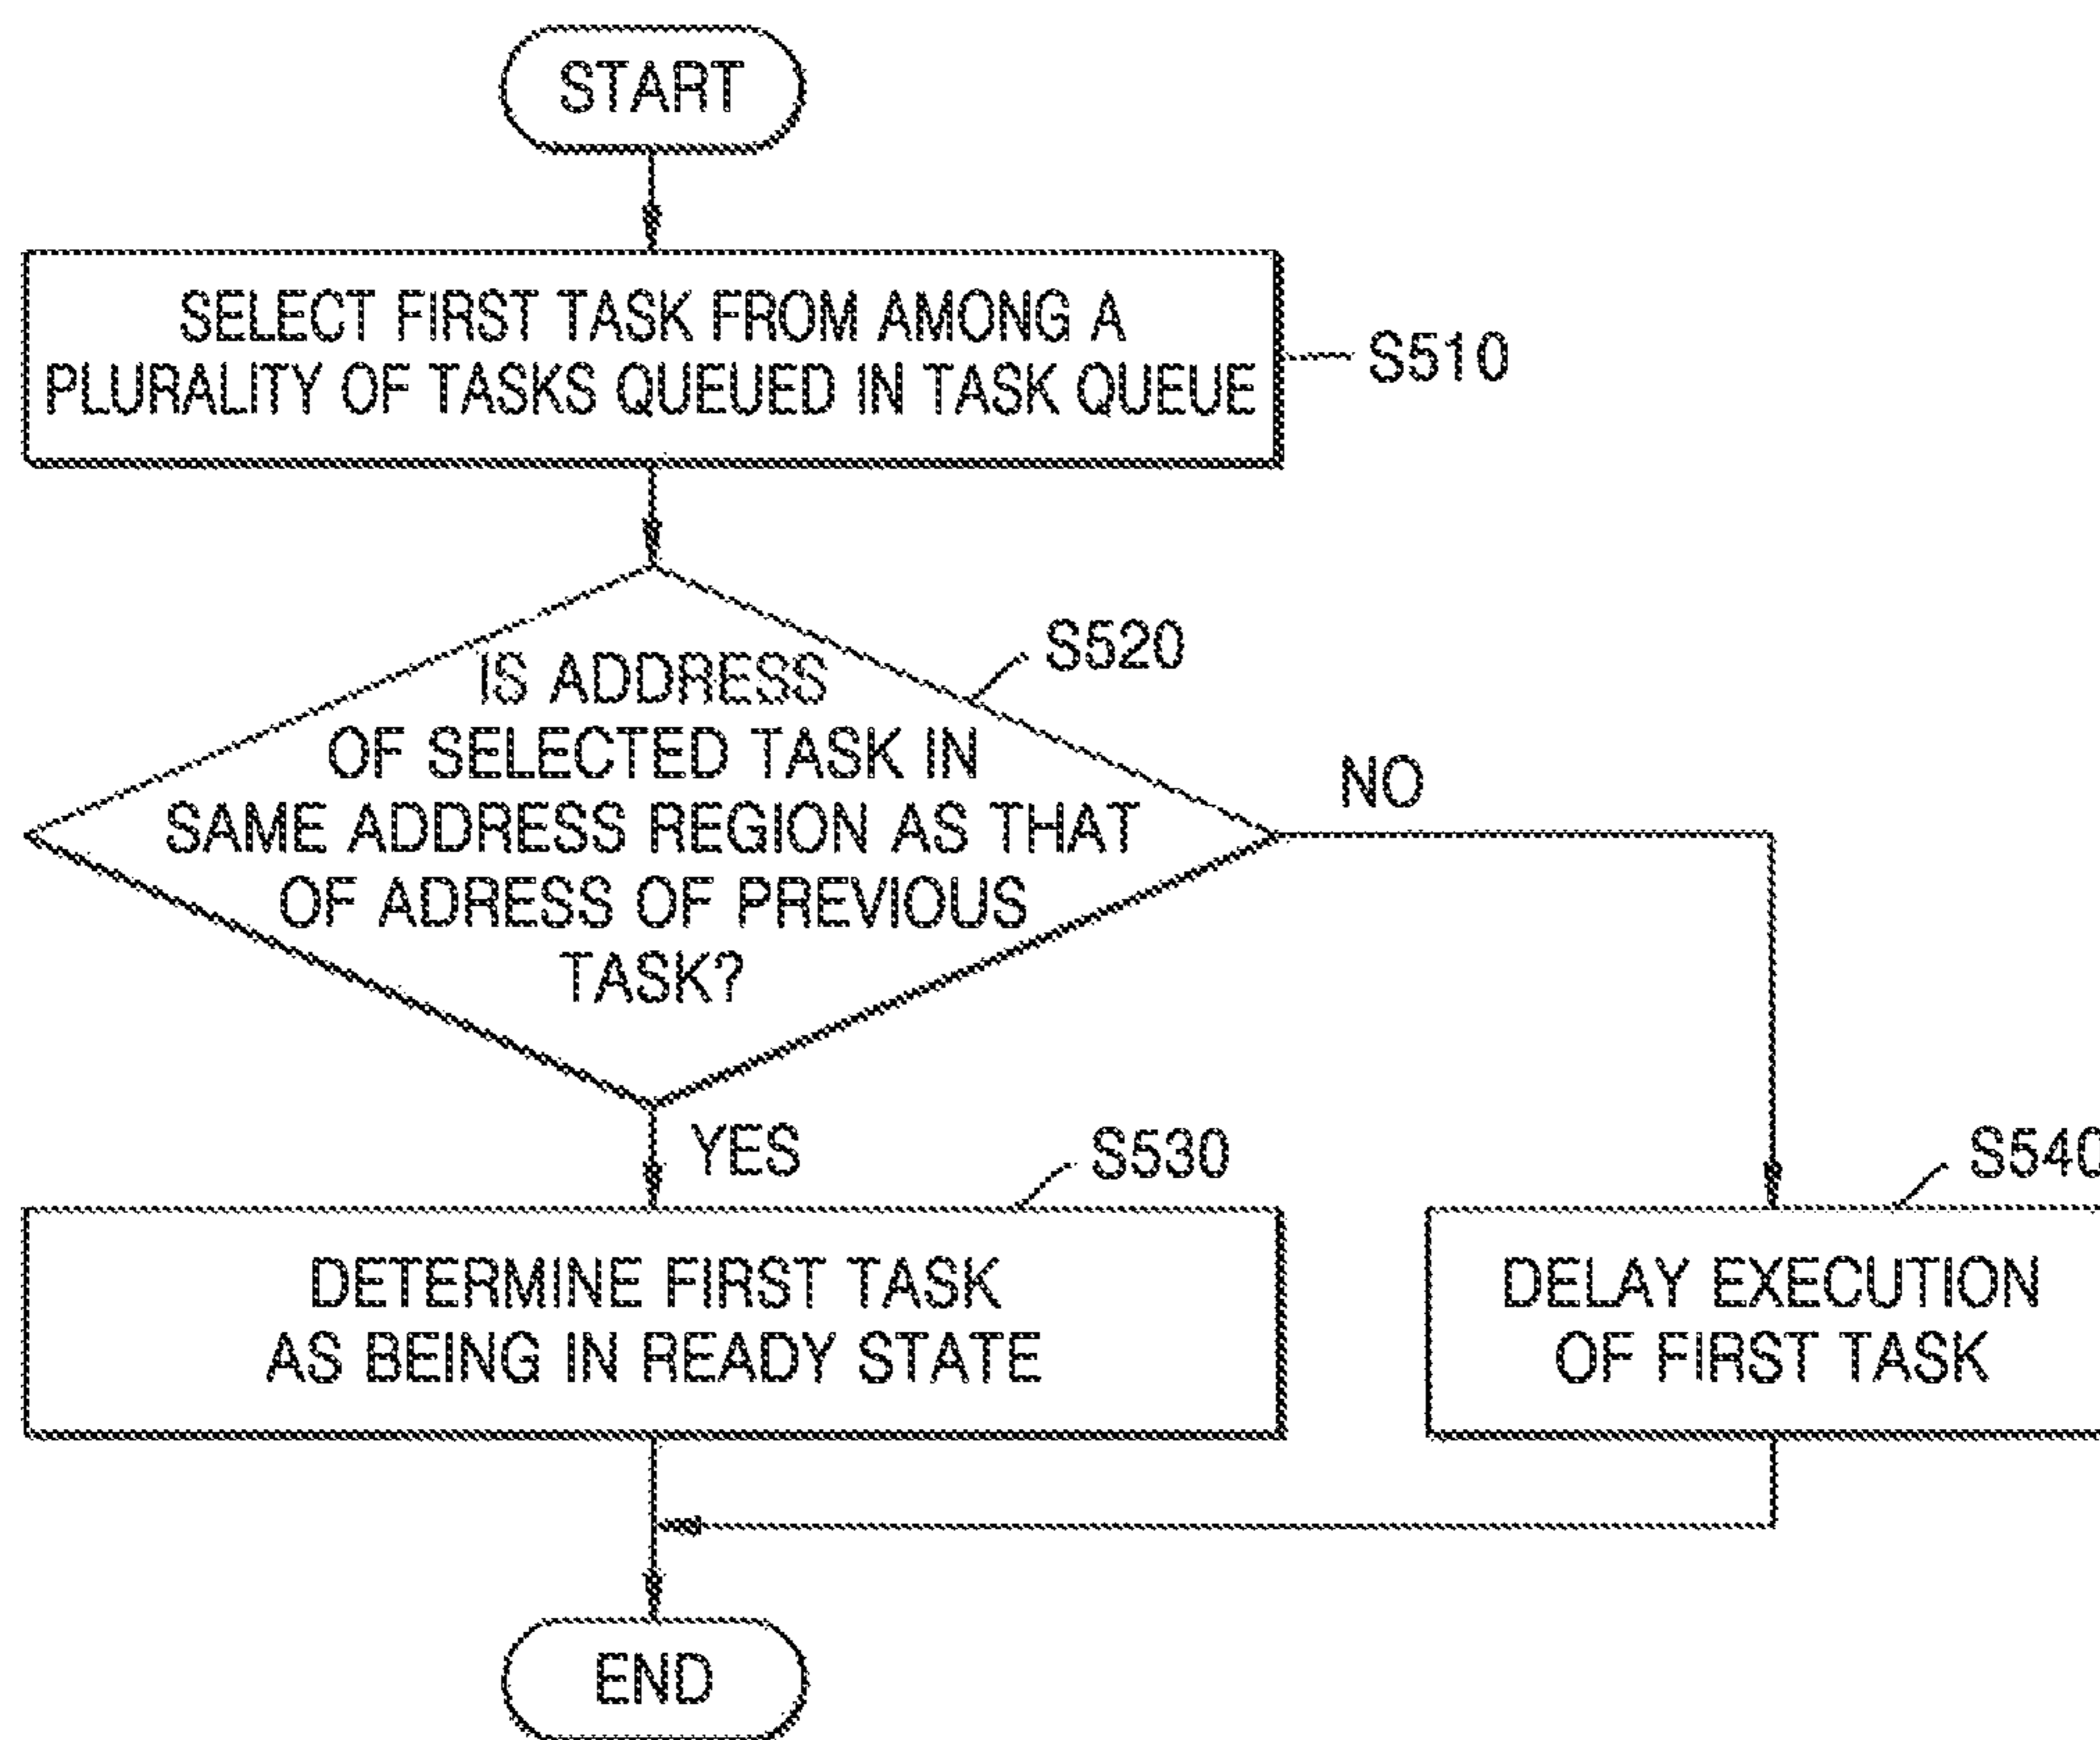 START
SELECT FIRST TASK FROM AMONG A
PLURALITY OF TASKS QUEUED IN TASK QUEUE
S510
S520
IS ADDRESS
OF SELECTED TASK IN
SAME ADDRESS REGION AS THAT
OF ADRESS OF PREVIOUS
TASK?
NO
YES
S530
DETERMINE FIRST TASK
AS BEING IN READY STATE
S540
DELAY EXECUTION
OF FIRST TASK
END